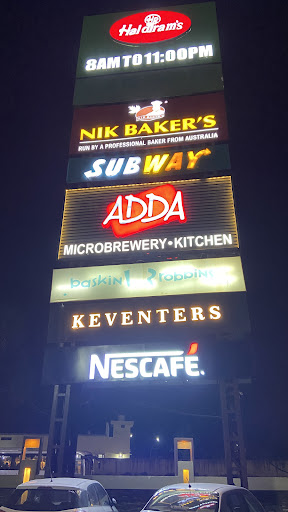 Haldiram's
8AM TO 11:00PM
NIK BAKER'S
RUN BY A PROFESSIONAL BAKER FROM AUSTRALIA
SUBWAY
ADDA
MICROBREWERY•KITCHEN
baskin BR robbins
KEVENTERS
NESCAFÉ.